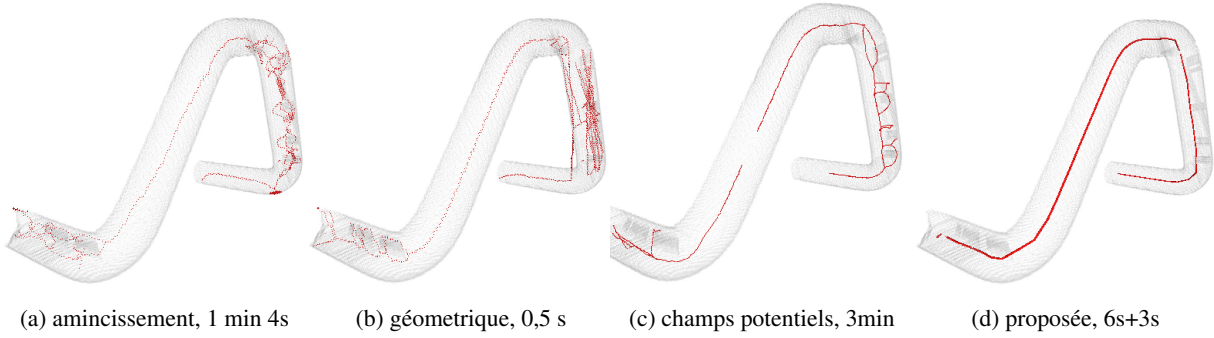 (a) amincissement, 1 min 4s
(b) géometrique, 0,5 s
(c) champs potentiels, 3min
(d) proposée, 6s+3s